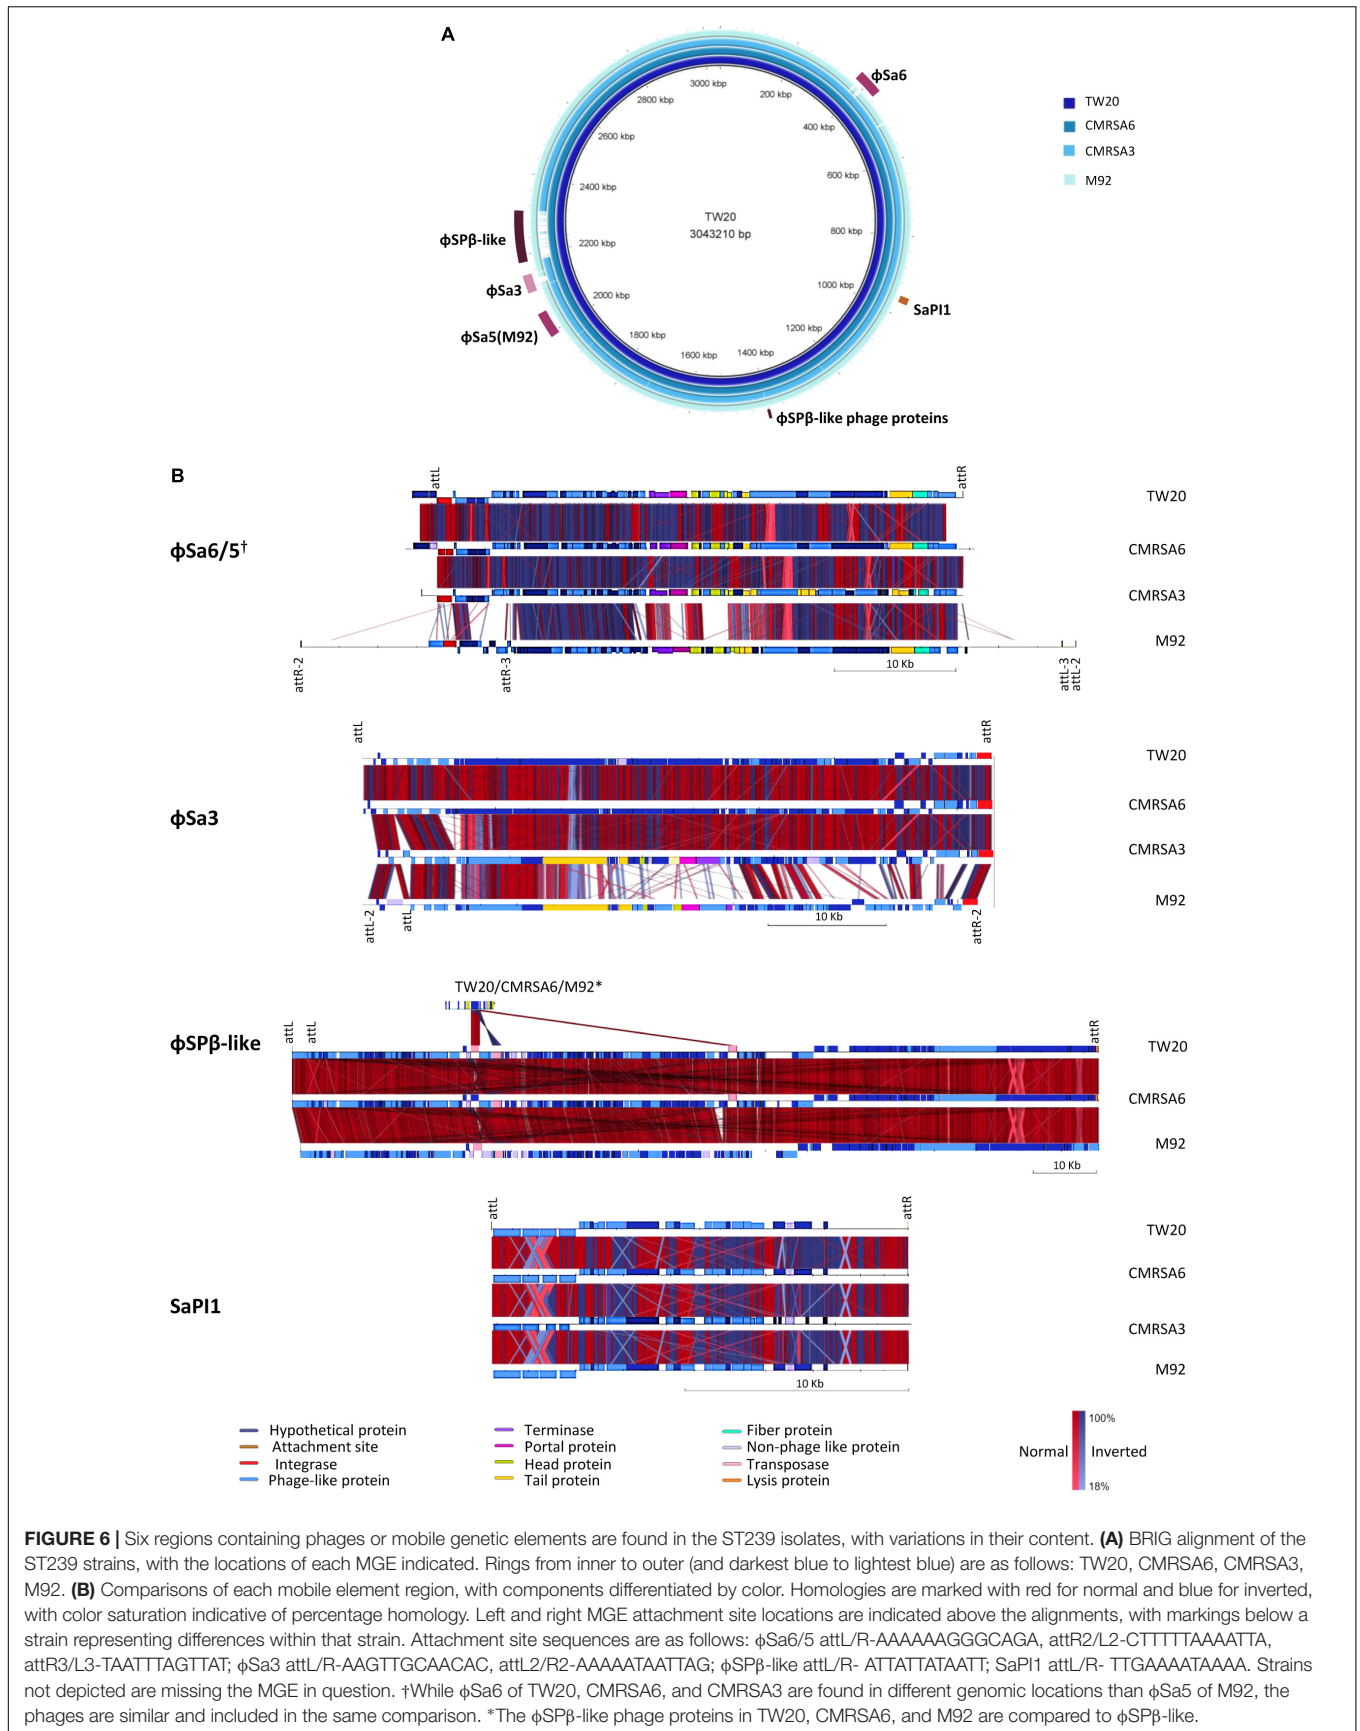 A
3000 kbp
200 kbp
400 kbp
600 kbp
800 kbp
1000 kbp
1200 kbp
1400 kbp
1600 kbp
1800 kbp
2000 kbp
2200 kbp
2400 kbp
2600 kbp
2800 kbp
TW20
3043210 bp
ϕSa6
SaPI1
ϕSPβ-like phage proteins
ϕSa5(M92)
ϕSa3
ϕSPβ-like
TW20
CMRSA6
CMRSA3
M92
B
ϕSa6/5†
attL
attR
TW20
CMRSA6
CMRSA3
M92
10 Kb
attR-2
attR-3
attL-3
attL-2
ϕSa3
attL
attR
TW20
CMRSA6
CMRSA3
M92
10 Kb
attL-2
attL
attR-2
TW20/CMRSA6/M92*
ϕSPβ-like
attL
attL
attR
TW20
CMRSA6
M92
10 Kb
SaPI1
attL
attR
TW20
CMRSA6
CMRSA3
M92
10 Kb
Hypothetical protein
Attachment site
Integrase
Phage-like protein
Terminase
Portal protein
Head protein
Tail protein
Fiber protein
Non-phage like protein
Transposase
Lysis protein
100%
Normal
Inverted
18%
FIGURE 6 | Six regions containing phages or mobile genetic elements are found in the ST239 isolates, with variations in their content. (A) BRIG alignment of the
ST239 strains, with the locations of each MGE indicated. Rings from inner to outer (and darkest blue to lightest blue) are as follows: TW20, CMRSA6, CMRSA3,
M92. (B) Comparisons of each mobile element region, with components differentiated by color. Homologies are marked with red for normal and blue for inverted,
with color saturation indicative of percentage homology. Left and right MGE attachment site locations are indicated above the alignments, with markings below a
strain representing differences within that strain. Attachment site sequences are as follows: ϕSa6/5 attL/R-AAAAAAGGGCAGA, attR2/L2-CTTTTTAAAATTA,
attR3/L3-TAATTTAGTTAT; ϕSa3 attL/R-AAGTTGCAACAC, attL2/R2-AAAAATAATTAG; ϕSPβ-like attL/R- ATTATTATAATT; SaPI1 attL/R- TTGAAAATAAAA. Strains
not depicted are missing the MGE in question. †While ϕSa6 of TW20, CMRSA6, and CMRSA3 are found in different genomic locations than ϕSa5 of M92, the
phages are similar and included in the same comparison. *The ϕSPβ-like phage proteins in TW20, CMRSA6, and M92 are compared to ϕSPβ-like.